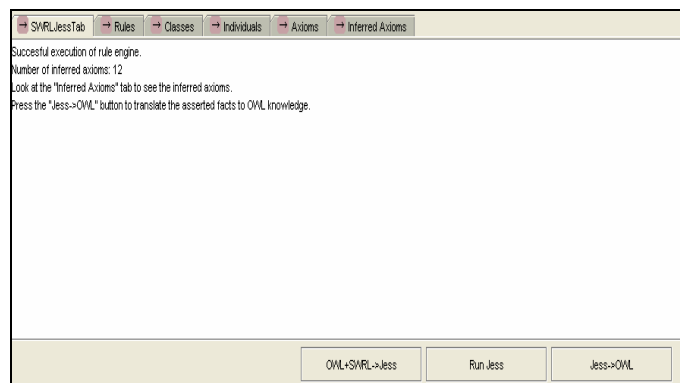 → SWRLJessTab → Rules → Classes → Individuals → Axioms → Inferred Axioms
Succesful execution of rule engine.
Number of inferred axioms: 12
Look at the "Inferred Axioms" tab to see the inferred axioms.
Press the "Jess->OWL" button to translate the asserted facts to OWL knowledge.
OWL+SWRL->Jess Run Jess Jess->OWL